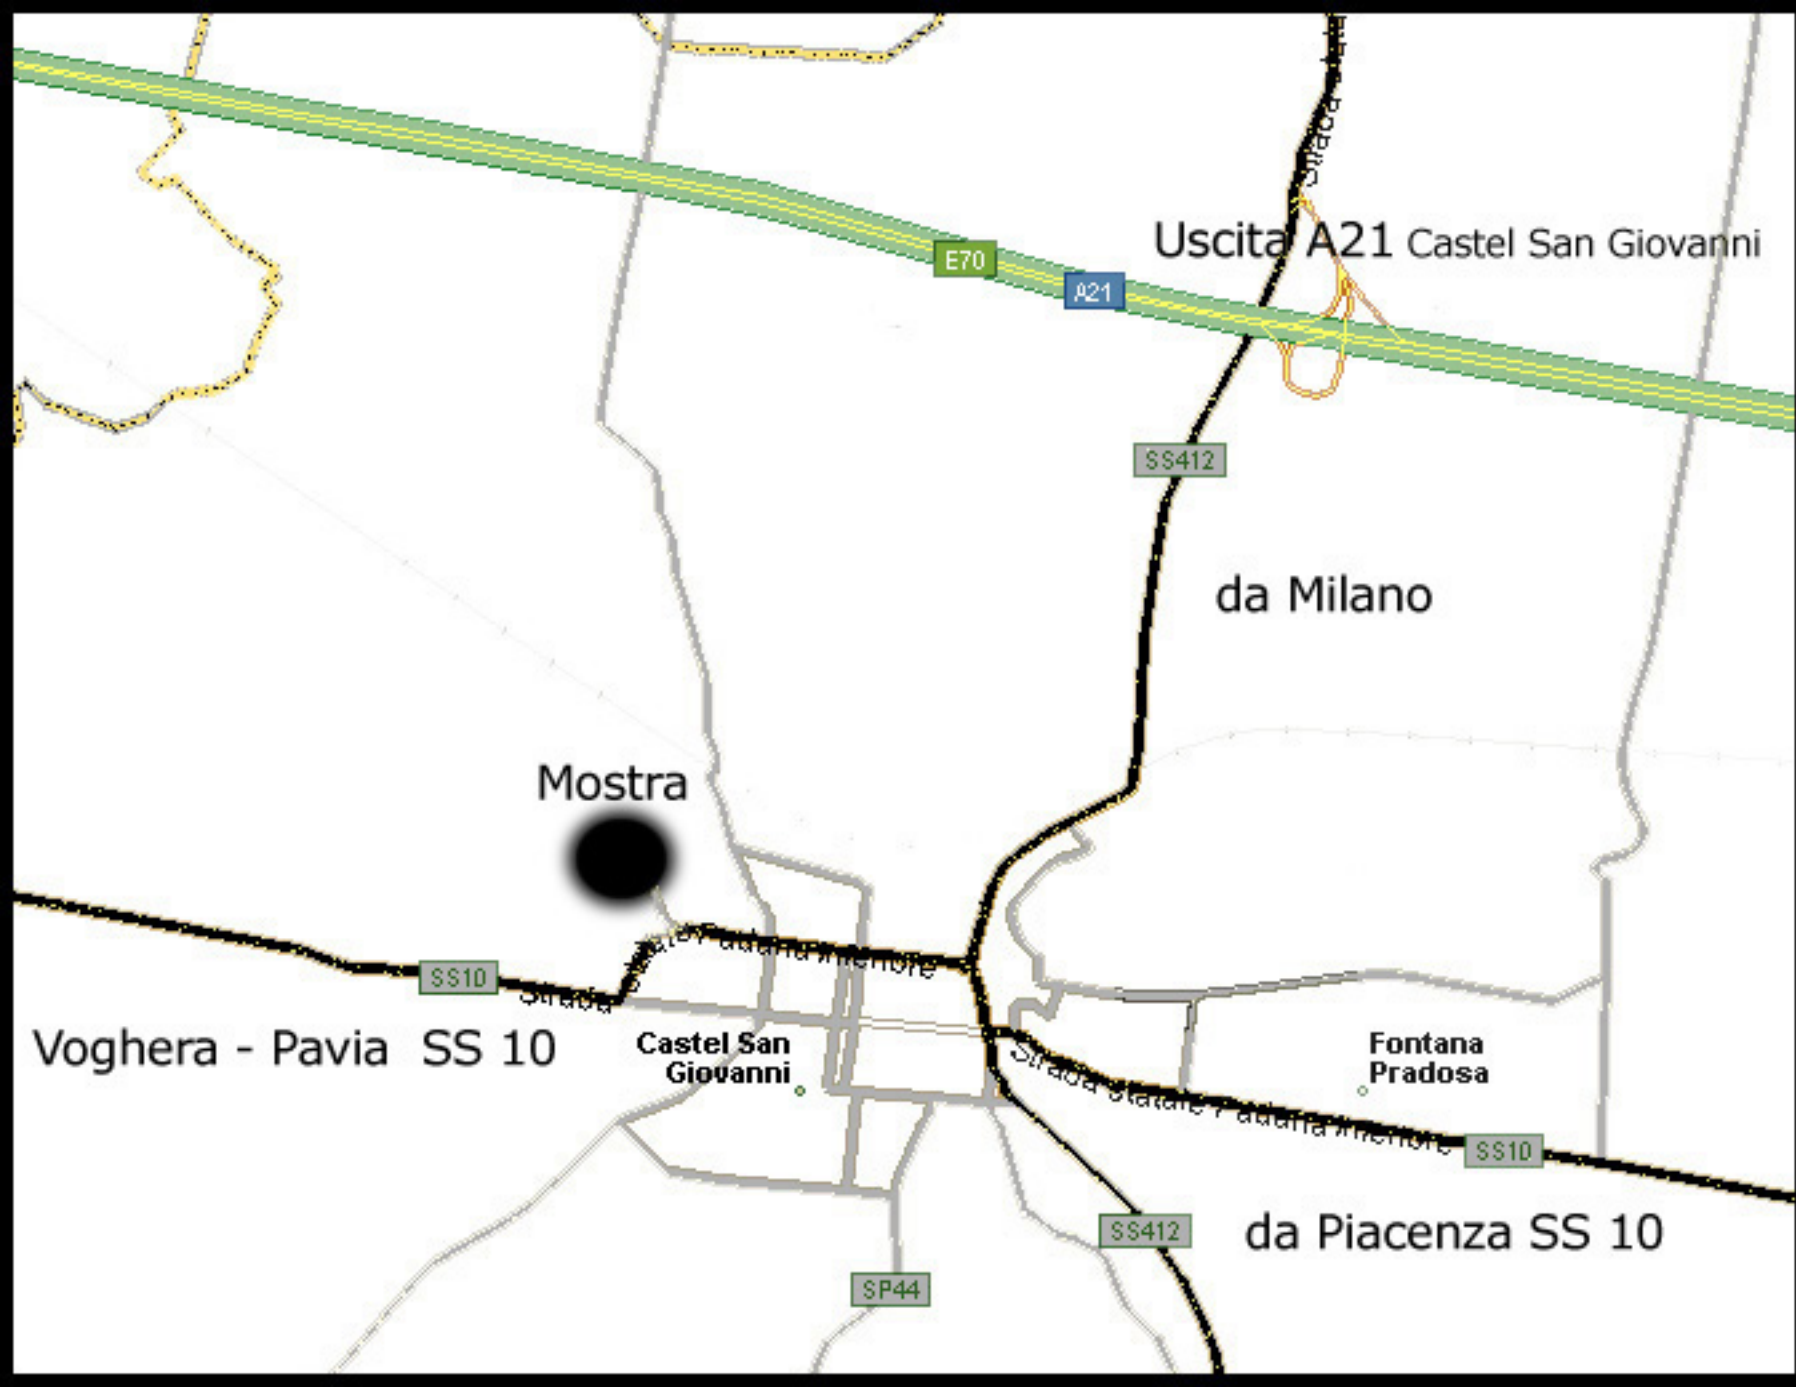 Strada
Uscita A21 Castel San Giovanni
E70
A21
SS412
da Milano
Mostra
Padana Inferiore
SS10
Strada
Voghera - Pavia SS 10
Castel San
Giovanni
Fontana
Pradosa
Strada Statale Padana Inferiore
SS10
SS412
da Piacenza SS 10
SP44